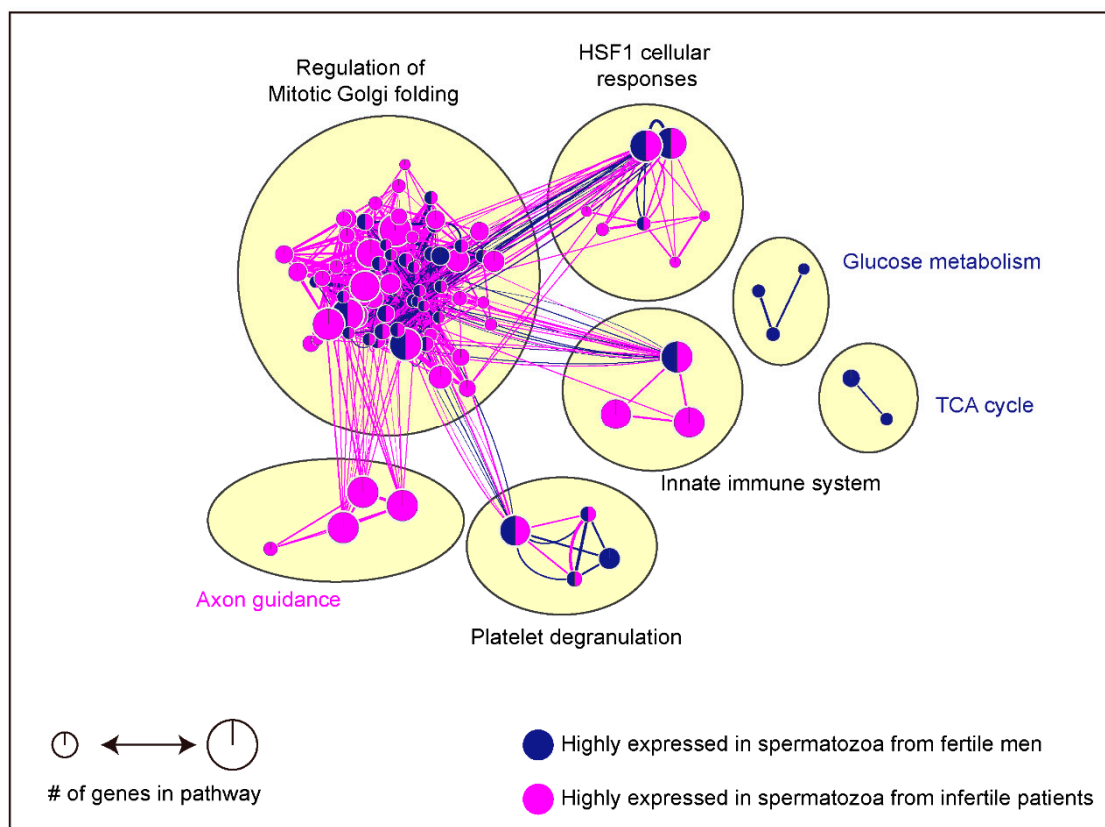 Regulation of
Mitotic Golgi folding
HSF1 cellular
responses
Glucose metabolism
TCA cycle
Innate immune system
Axon guidance
Platelet degranulation
# of genes in pathway
Highly expressed in spermatozoa from fertile men
Highly expressed in spermatozoa from infertile patients